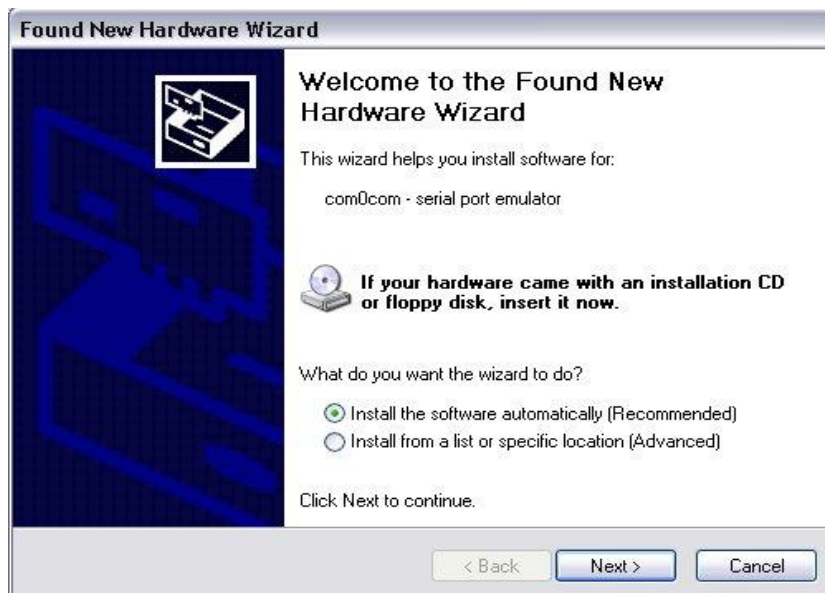 Found New Hardware Wizard
Welcome to the Found New
Hardware Wizard
This wizard helps you install software for:
com0com - serial port emulator
If your hardware came with an installation CD
or floppy disk, insert it now.
What do you want the wizard to do?
Install the software automatically (Recommended)
Install from a list or specific location (Advanced)
Click Next to continue.
< Back Next > Cancel